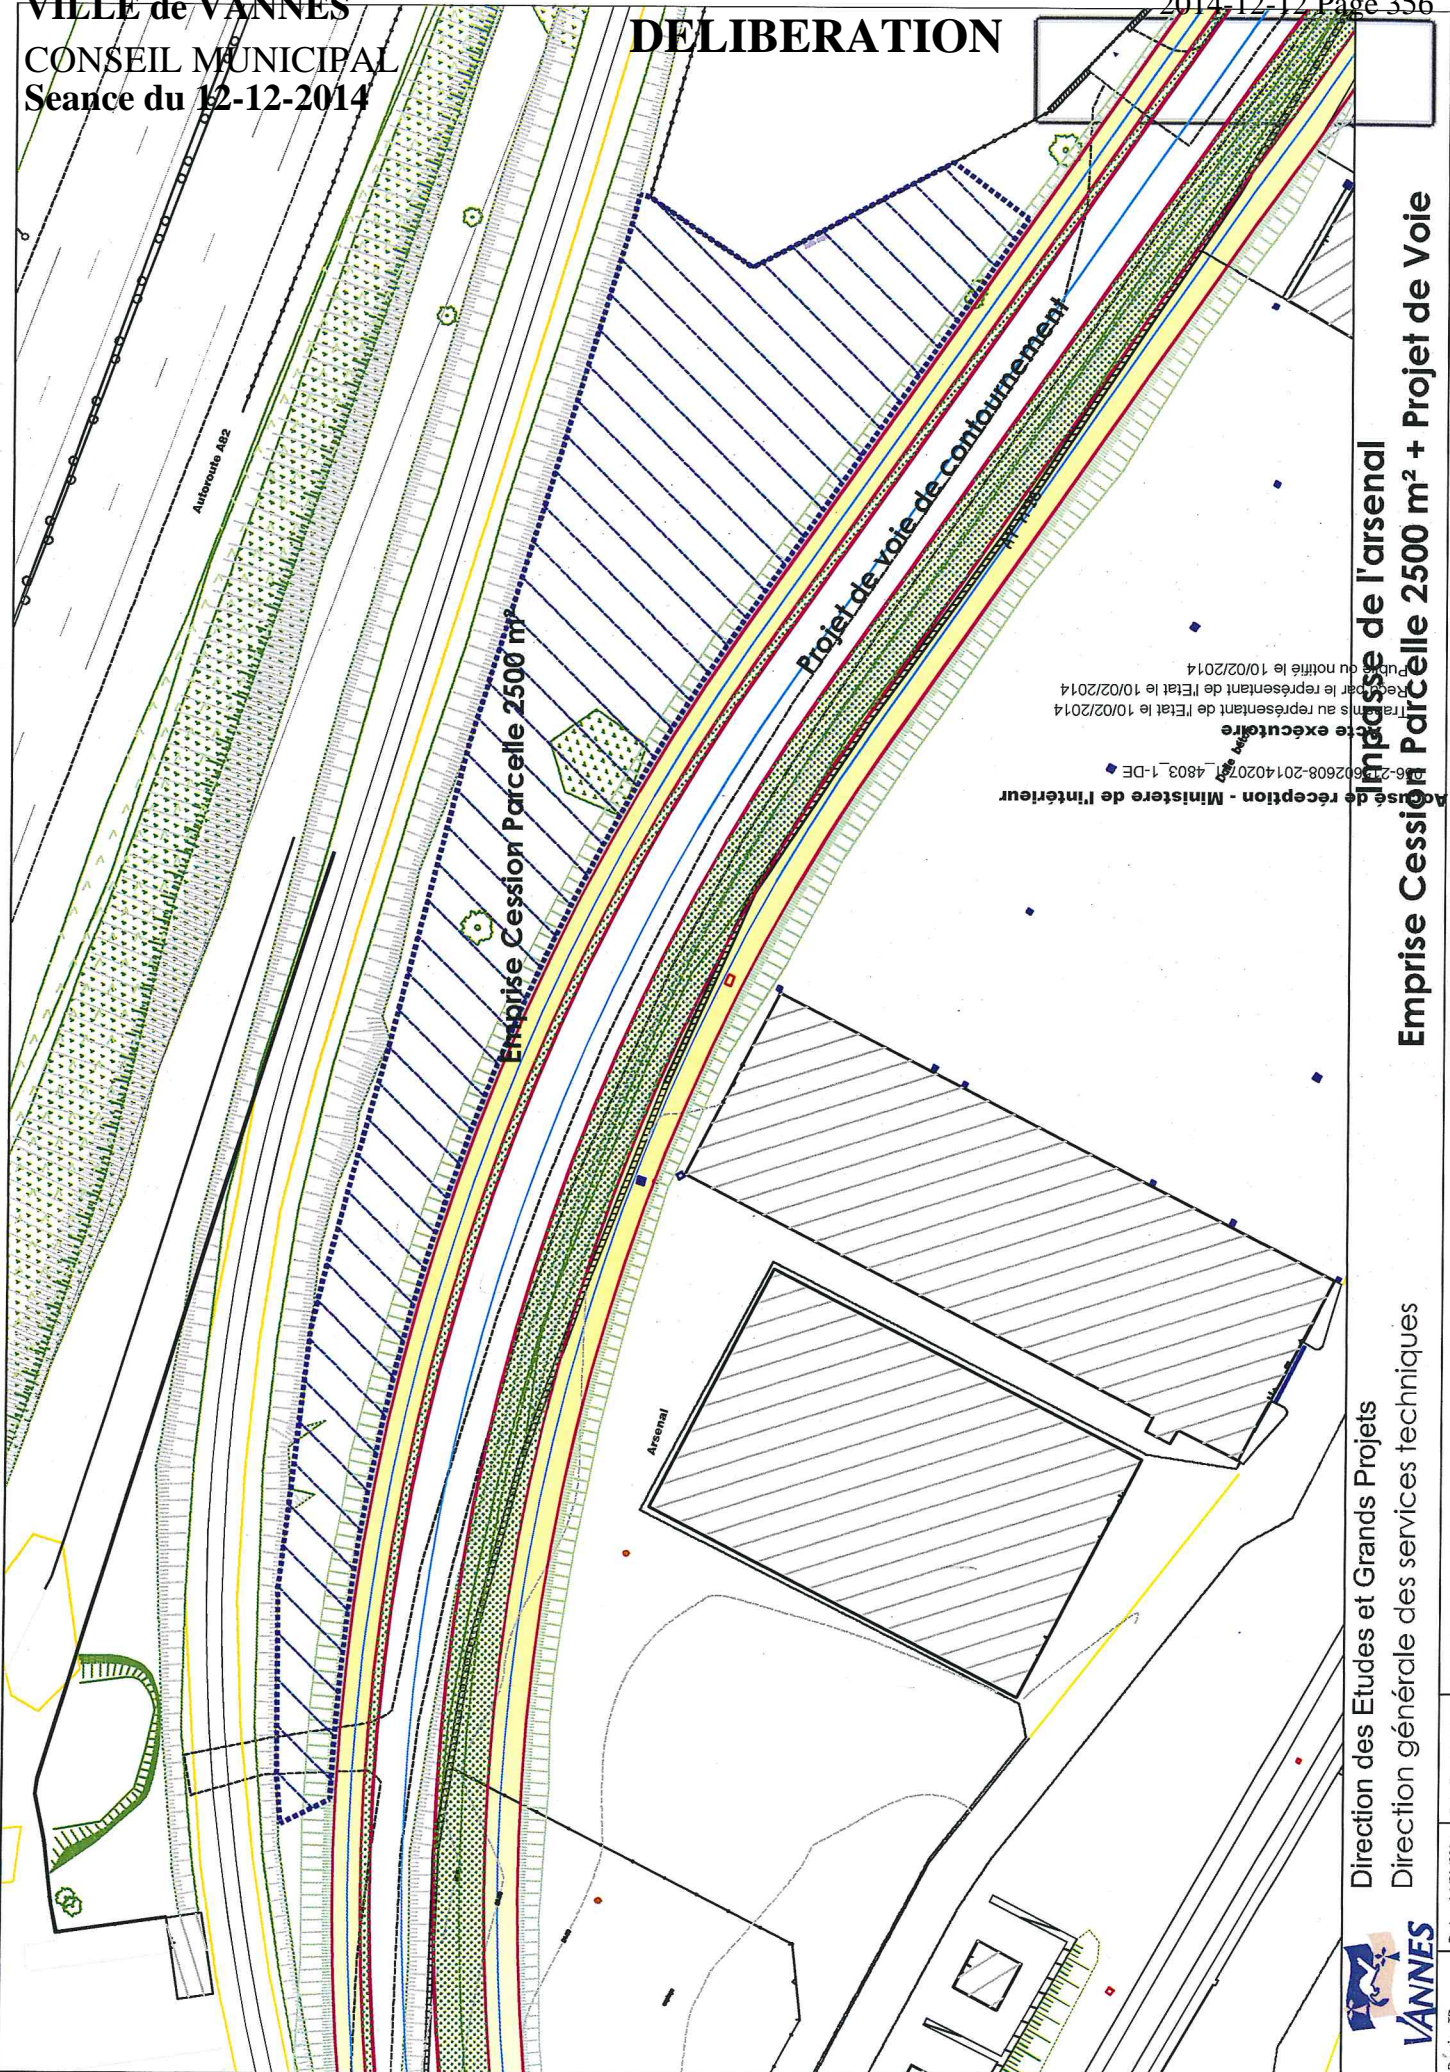 VILLE de VANNES
CONSEIL MUNICIPAL
Seance du 12-12-2014
DELIBERATION
2014-12-12 Page 356
Autoroute A82
Emprise Cession Parcelle 2500 m²
Projet de voie de contournement
Arsenal
Accusé de réception - Ministere de l'intérieur
Acte exécutoire
Transmis au représentant de l'Etat le 10/02/2014
Reçu par le représentant de l'Etat le 10/02/2014
Publié ou notifié le 10/02/2014
Impasse de l'arsenal
Emprise Cession Parcelle 2500 m² + Projet de Voie
Direction des Etudes et Grands Projets
Direction générale des services techniques
VANNES